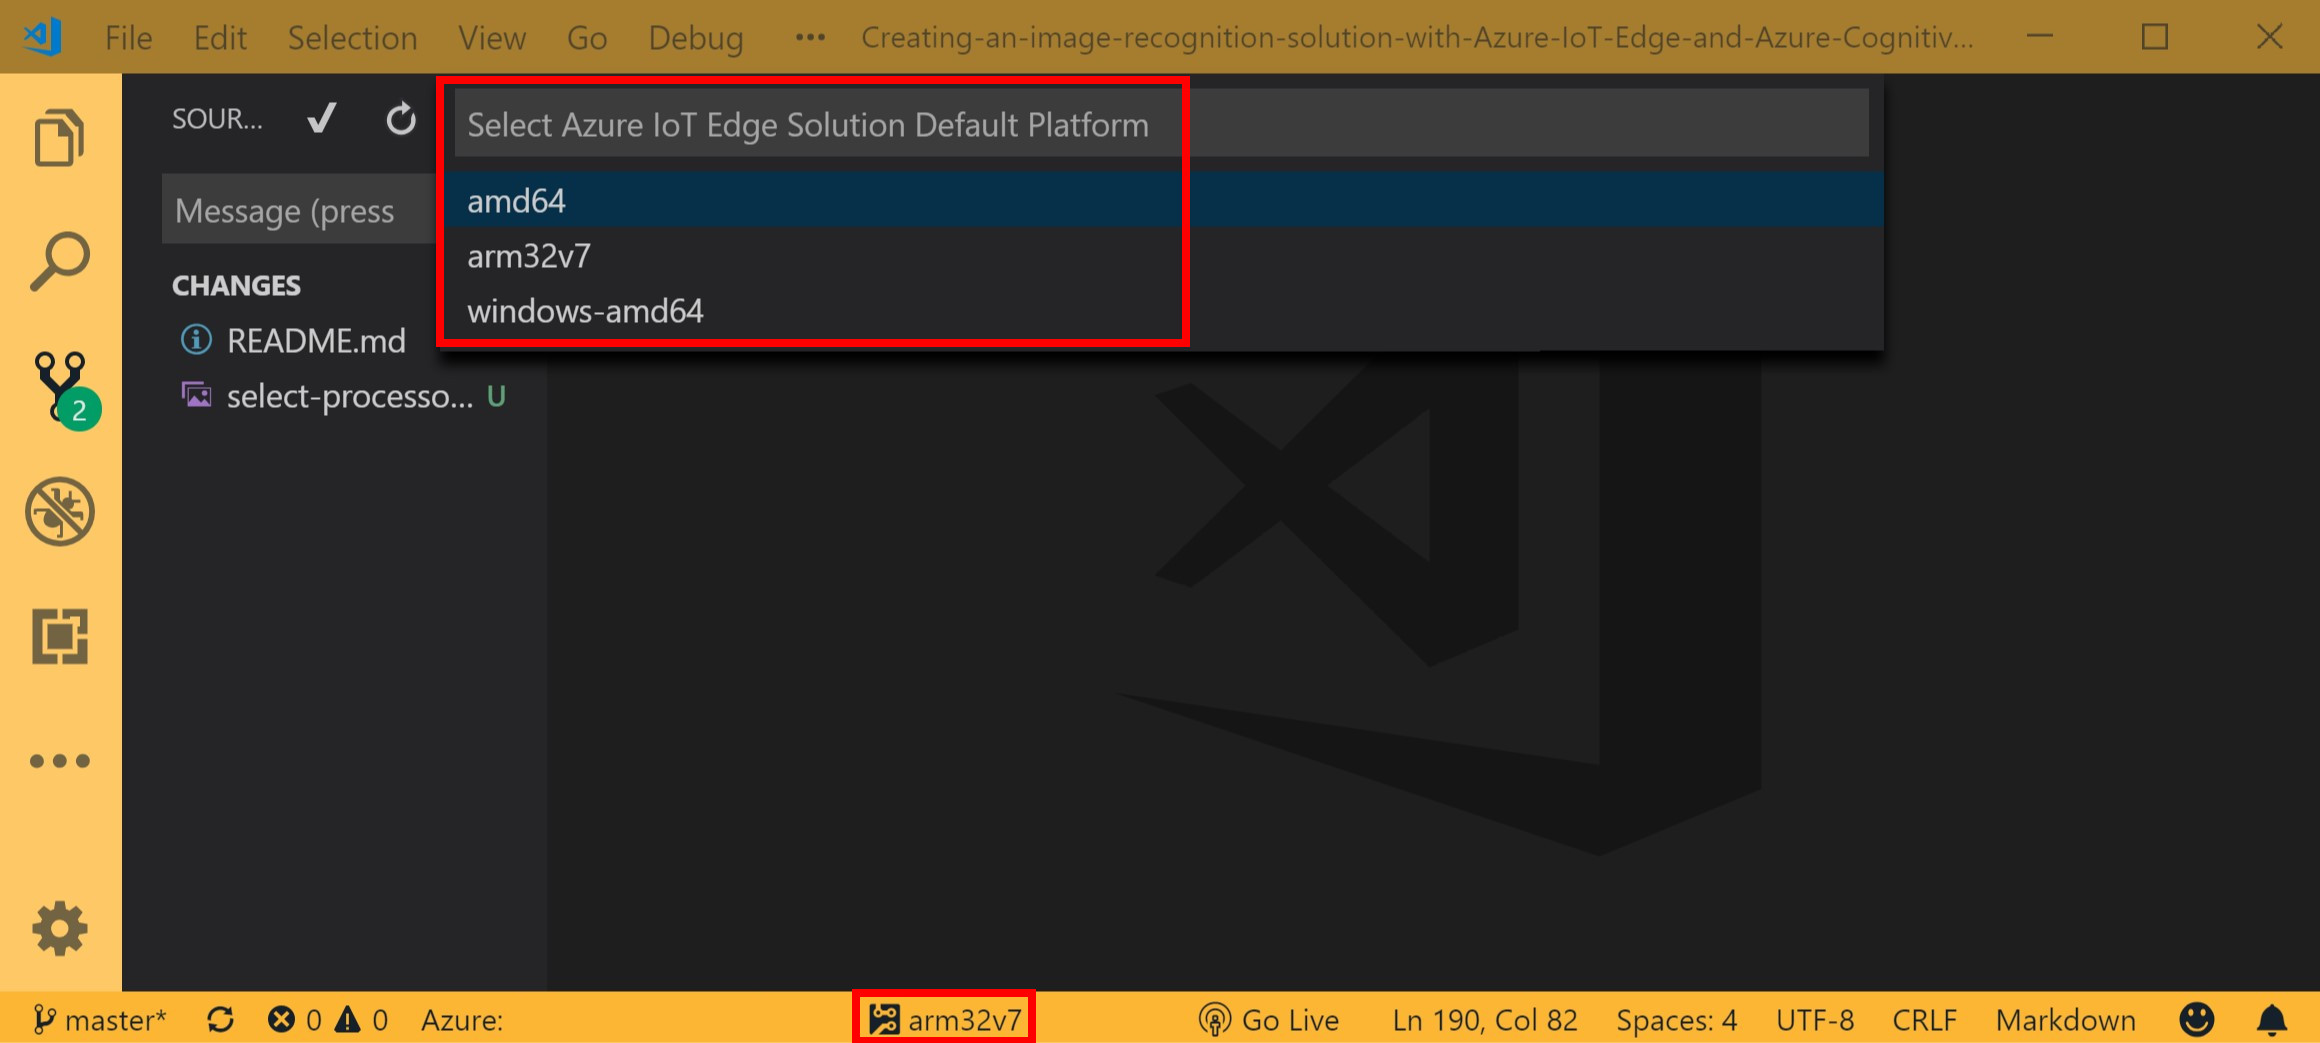 File Edit Selection View Go Debug ··· Creating-an-image-recognition-solution-with-Azure-IoT-Edge-and-Azure-Cognitiv...
SOUR...
Select Azure IoT Edge Solution Default Platform
amd64
arm32v7
windows-amd64
Message (press
CHANGES
README.md
select-processo... U
2
master* 0 0 Azure: arm32v7 Go Live Ln 190, Col 82 Spaces: 4 UTF-8 CRLF Markdown